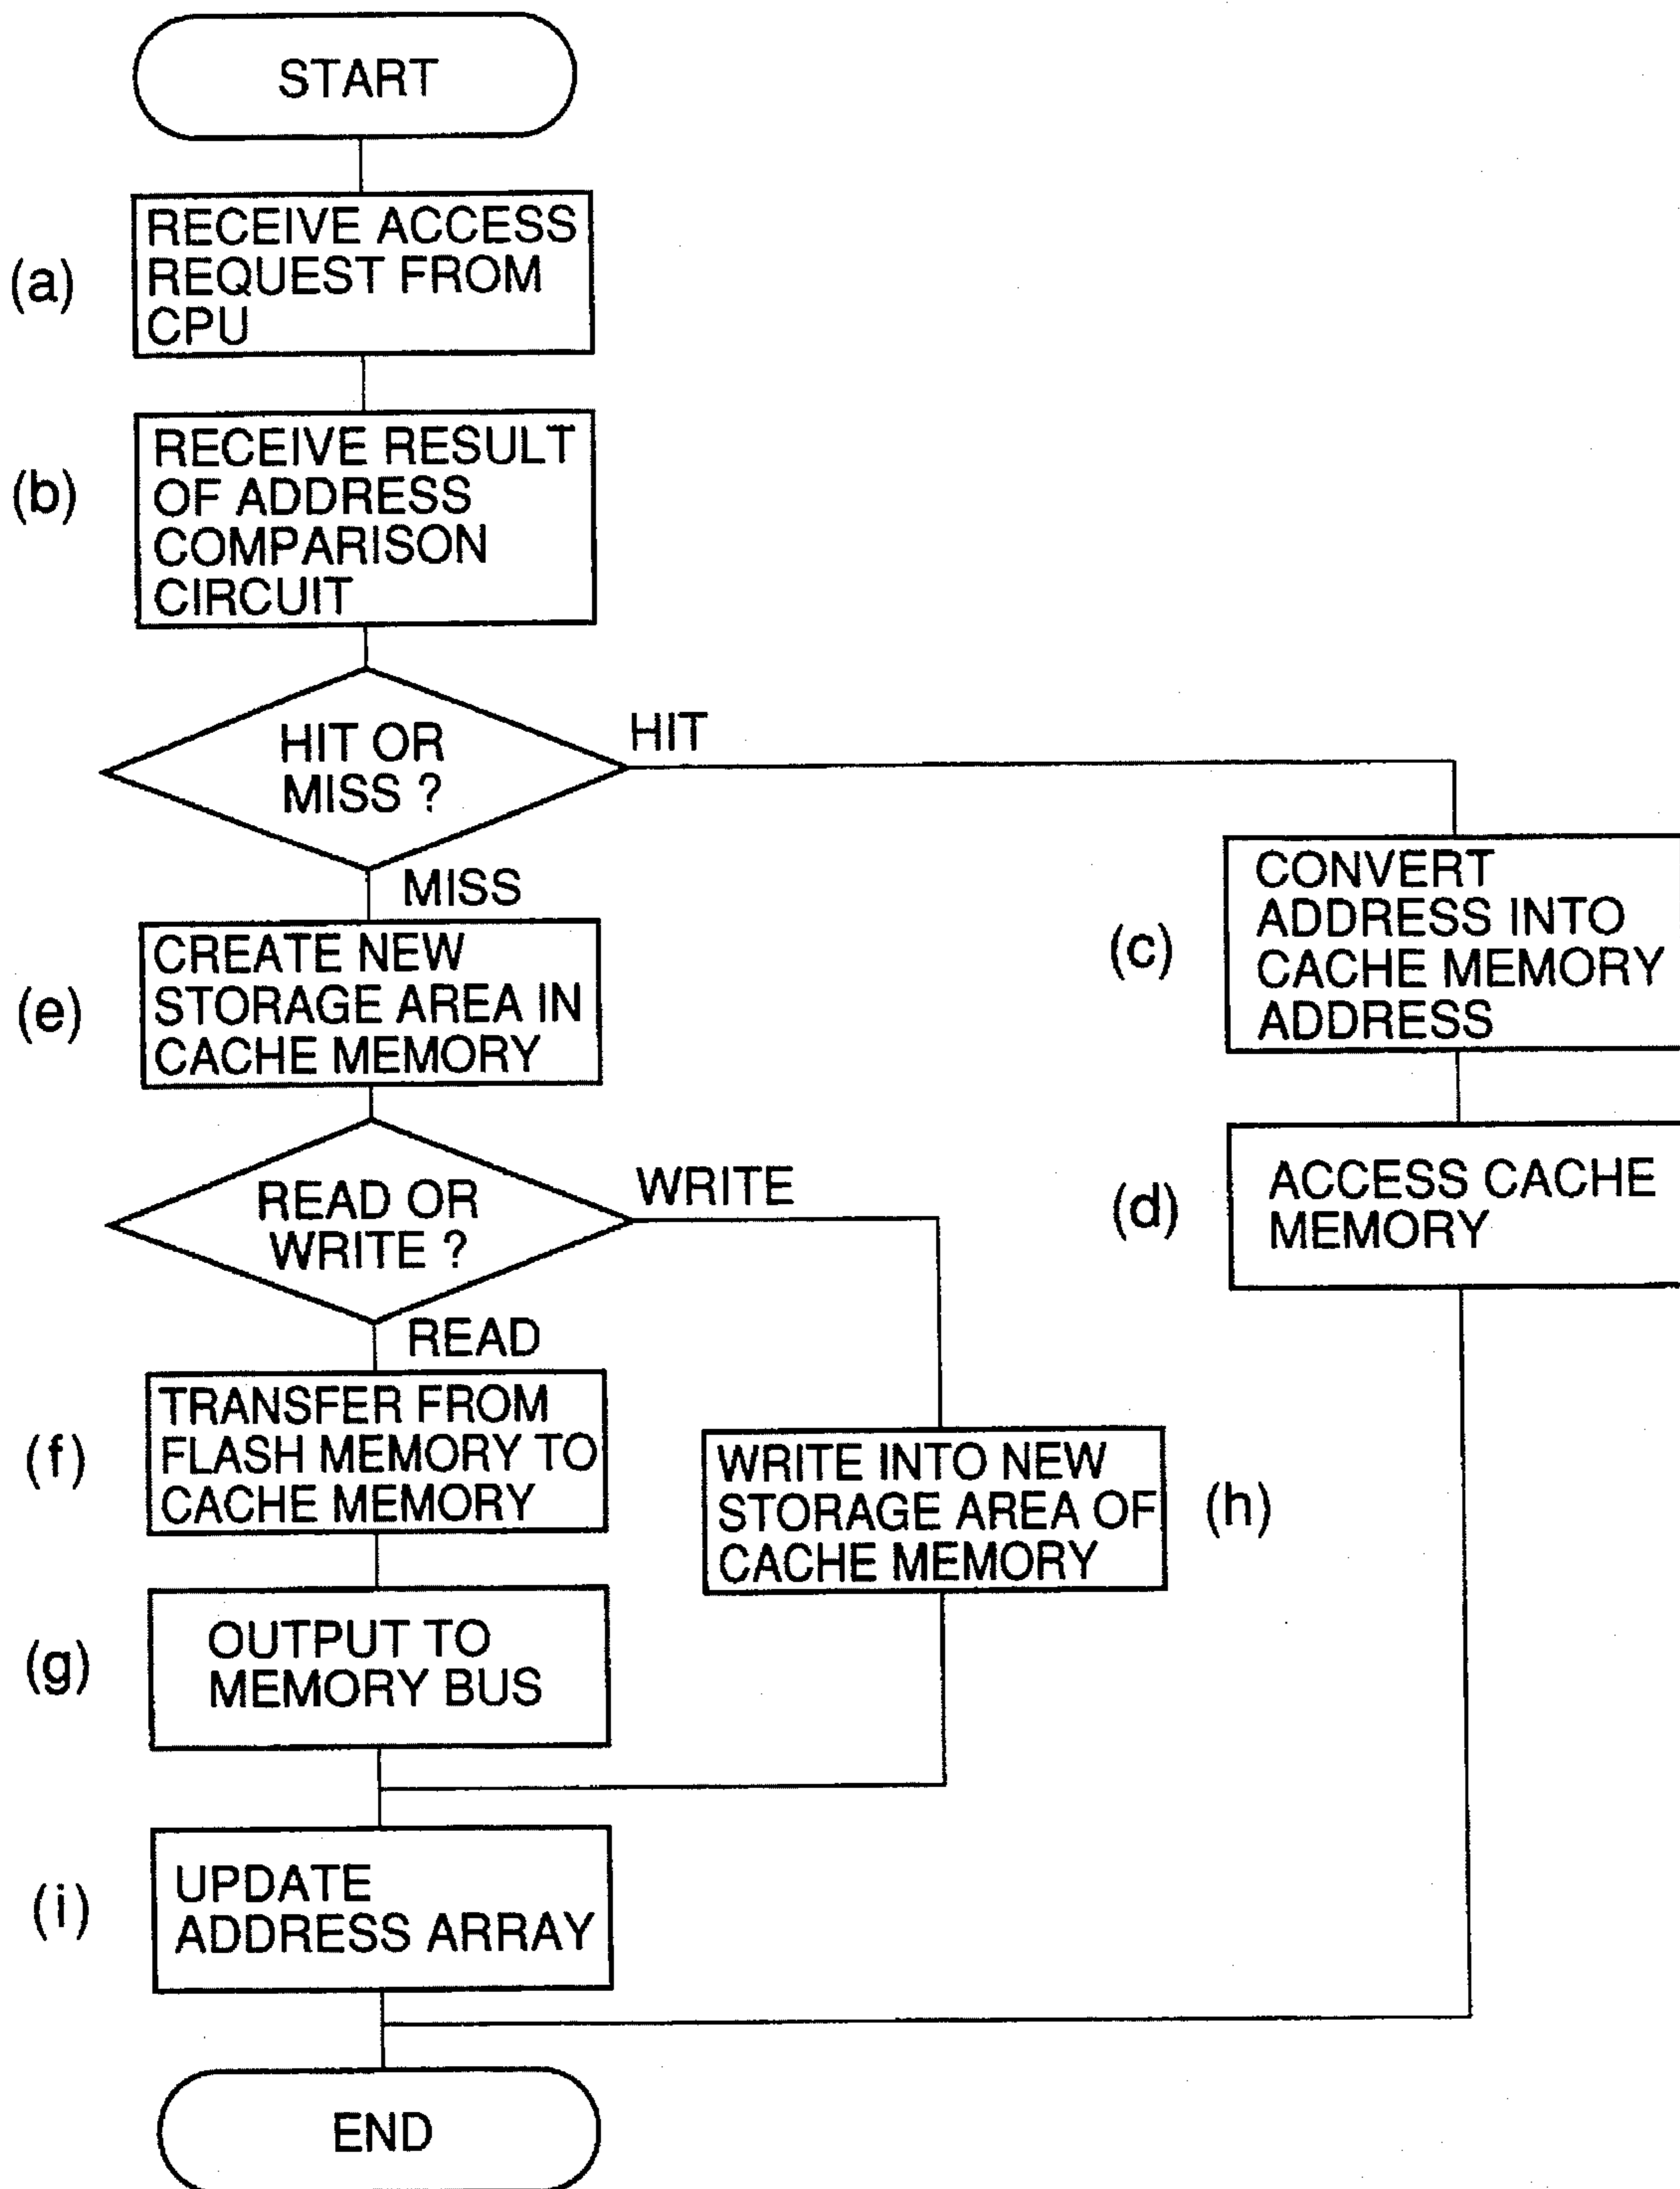 START
(a)
RECEIVE ACCESS
REQUEST FROM
CPU
(b)
RECEIVE RESULT
OF ADDRESS
COMPARISON
CIRCUIT
HIT OR
MISS ?
HIT
MISS
(c)
CONVERT
ADDRESS INTO
CACHE MEMORY
ADDRESS
(e)
CREATE NEW
STORAGE AREA IN
CACHE MEMORY
(d)
ACCESS CACHE
MEMORY
READ OR
WRITE ?
WRITE
READ
(f)
TRANSFER FROM
FLASH MEMORY TO
CACHE MEMORY
WRITE INTO NEW
STORAGE AREA OF
CACHE MEMORY
(h)
(g)
OUTPUT TO
MEMORY BUS
(i)
UPDATE
ADDRESS ARRAY
END